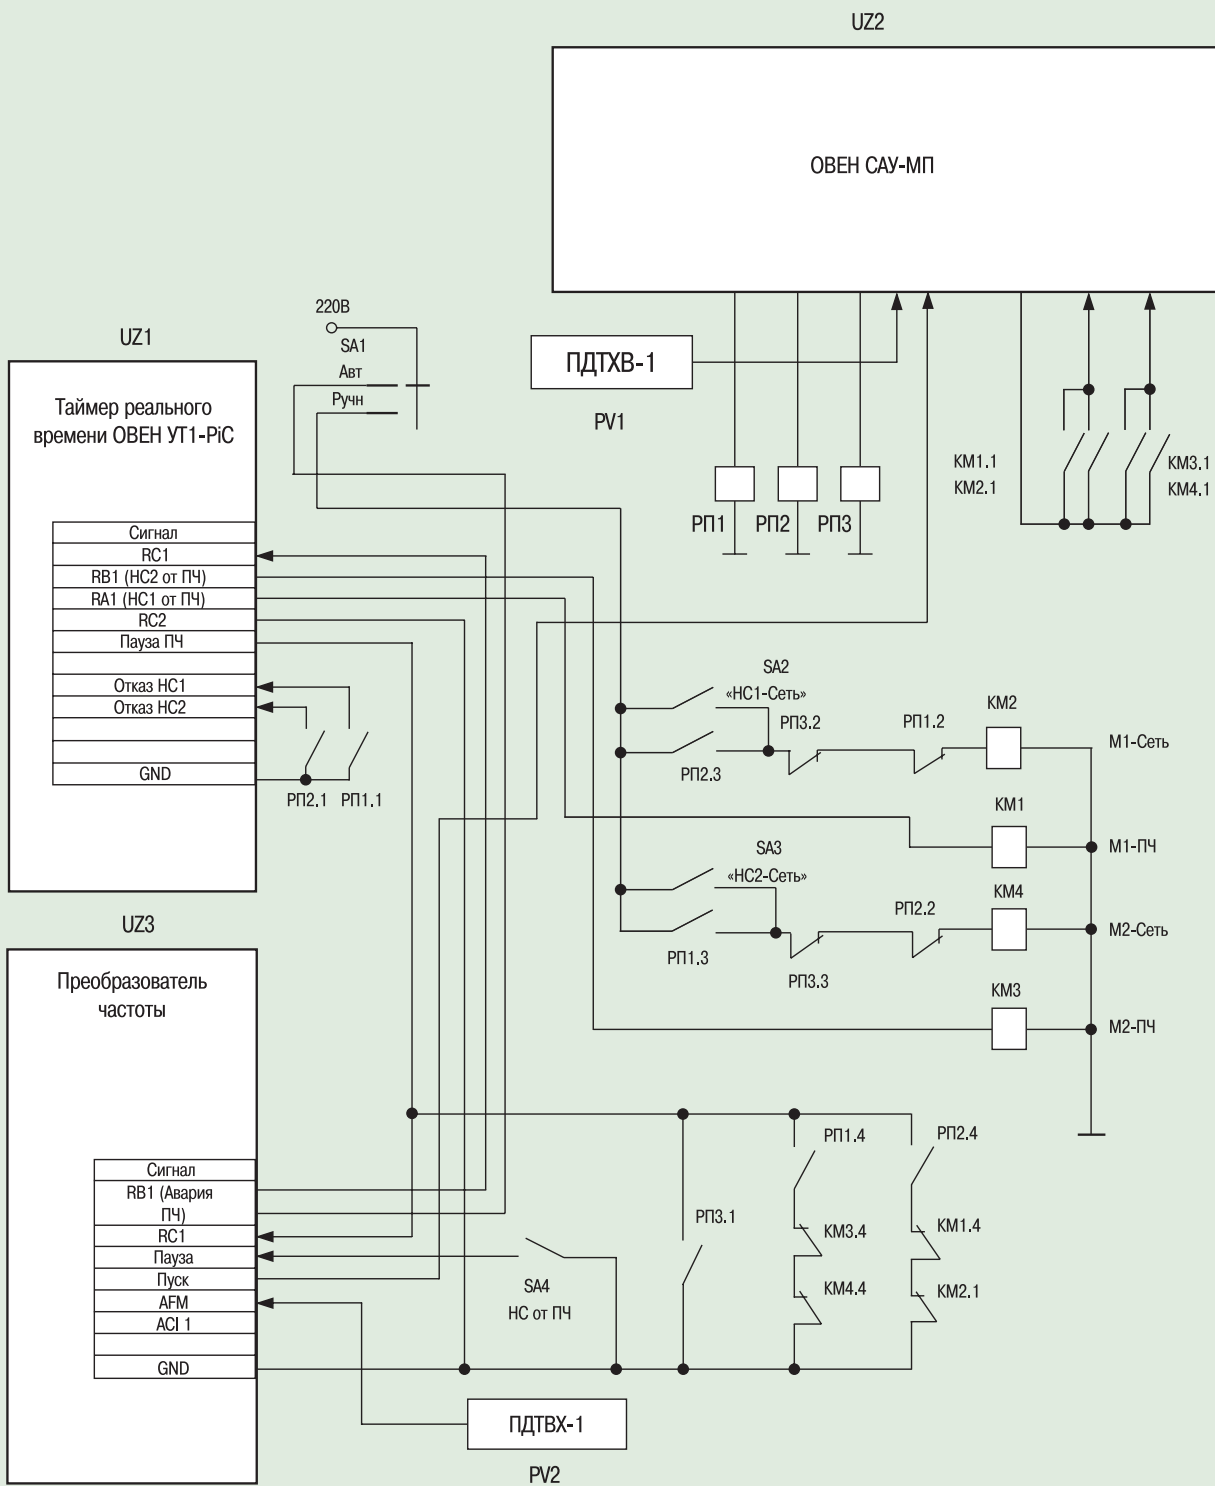 UZ2
ОВЕН САУ-МП
220В
SA1
Авт
Ручн
UZ1
Таймер реального
времени ОВЕН УТ1-PiC
Сигнал
RC1
RB1 (НС2 от ПЧ)
RA1 (НС1 от ПЧ)
RC2
Пауза ПЧ
Отказ НС1
Отказ НС2
GND
РП2.1
РП1.1
ПДТХВ-1
PV1
РП1
РП2
РП3
КМ1.1
КМ2.1
КМ3.1
КМ4.1
SA2
«НС1-Сеть»
РП3.2
РП1.2
КМ2
М1-Сеть
РП2.3
КМ1
М1-ПЧ
SA3
«НС2-Сеть»
РП2.2
КМ4
М2-Сеть
РП1.3
РП3.3
КМ3
М2-ПЧ
UZ3
Преобразователь
частоты
Сигнал
RB1 (Авария
ПЧ)
RC1
Пауза
Пуск
AFM
ACI 1
GND
SA4
НС от ПЧ
РП3.1
РП1.4
РП2.4
КМ3.4
КМ1.4
КМ4.4
КМ2.1
ПДТВХ-1
PV2